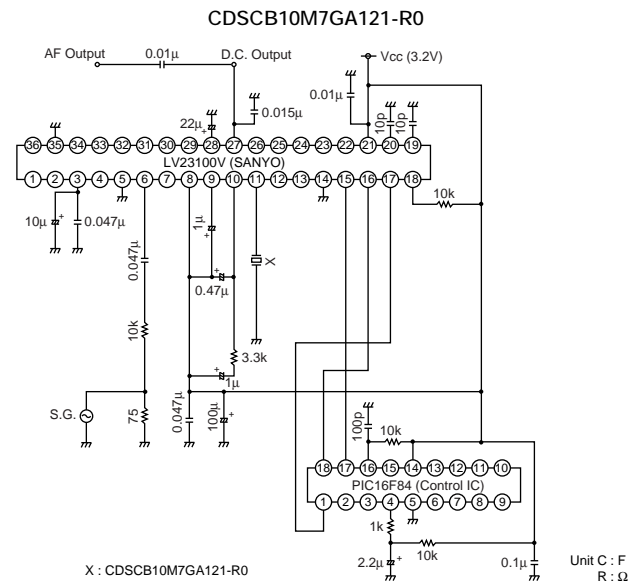 CDSCB10M7GA121-R0
AF Output
0.01µ
D.C. Output
Vcc (3.2V)
0.01µ
0.015µ
22µ
+
10p
10p
36 35 34 33 32 31 30 29 28 27 26 25 24 23 22 21 20 19
LV23100V (SANYO)
1 2 3 4 5 6 7 8 9 10 11 12 13 14 15 16 17 18
10k
10µ
+
0.047µ
0.047µ
1µ
+
X
+
0.47µ
10k
3.3k
+
1µ
S.G.
75
0.047µ
100µ
+
100p
10k
18 17 16 15 14 13 12 11 10
PIC16F84 (Control IC)
1 2 3 4 5 6 7 8 9
1k
10k
2.2µ
+
0.1µ
X : CDSCB10M7GA121-R0
Unit C : F
R : Ω